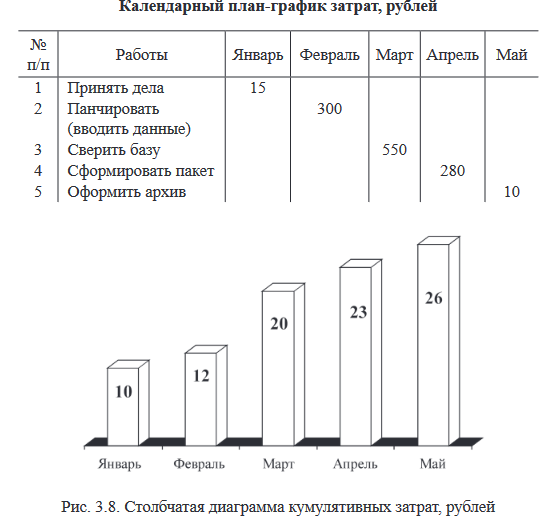 Календарный план-график затрат, рублей
№ п/п Работы Январь Февраль Март Апрель Май
1 Принять дела 15
2 Панчировать 300
(вводить данные)
3 Сверить базу 550
4 Сформировать пакет 280
5 Оформить архив 10
10 12 20 23 26
Январь Февраль Март Апрель Май
Рис. 3.8. Столбчатая диаграмма кумулятивных затрат, рублей